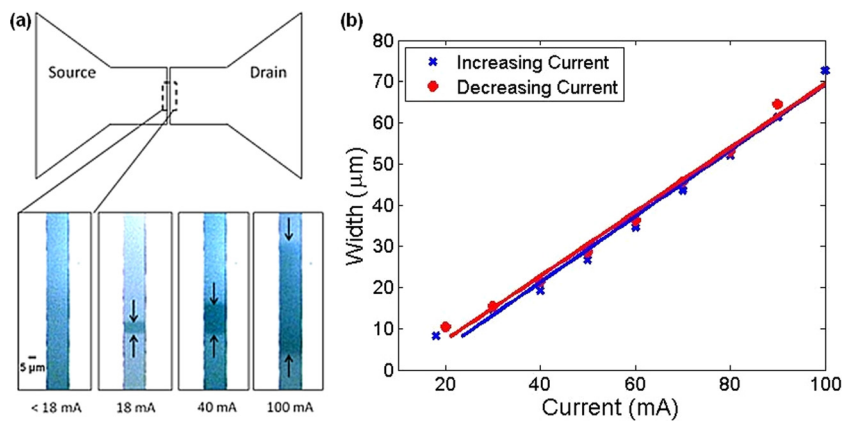 (a)
Source
Drain
5 μm
< 18 mA
18 mA
40 mA
100 mA
(b)
Increasing Current
Decreasing Current
Width (μm)
80
70
60
50
40
30
20
10
0
20
40
60
80
100
Current (mA)